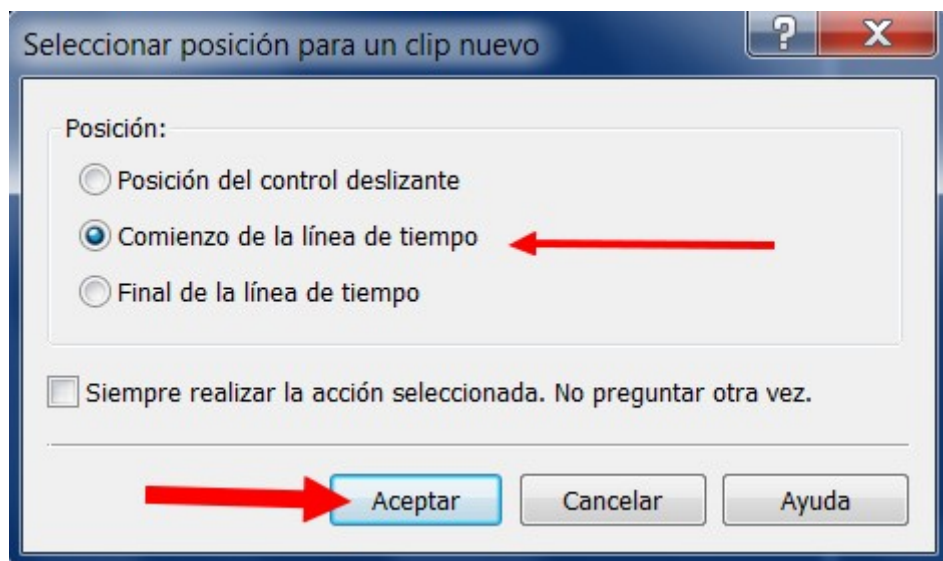 Seleccionar posición para un clip nuevo
? X
Posición:
Posición del control deslizante
Comienzo de la línea de tiempo
Final de la línea de tiempo
Siempre realizar la acción seleccionada. No preguntar otra vez.
Aceptar Cancelar Ayuda